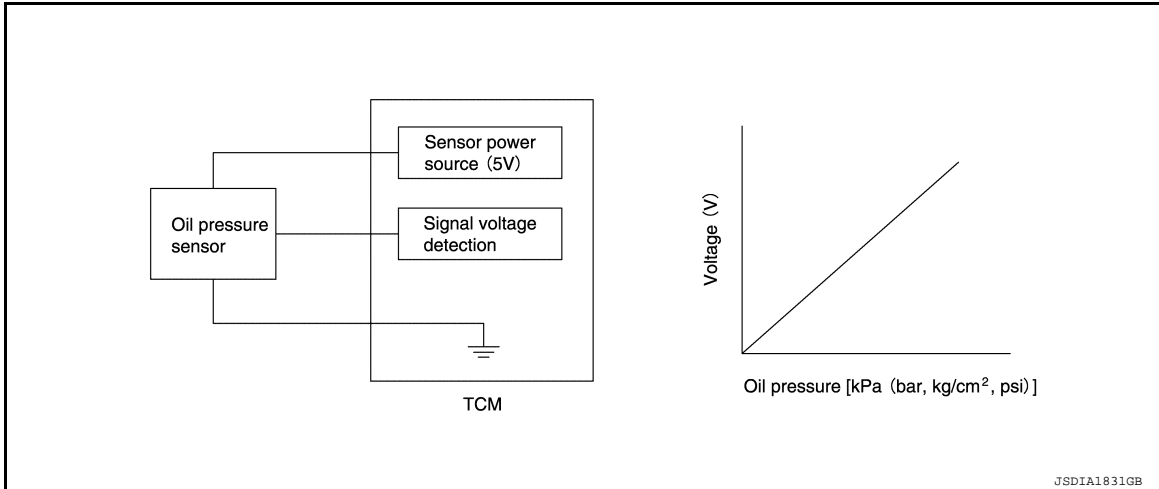 Sensor power
source (5V)
Oil pressure
sensor
Signal voltage
detection
TCM
Voltage (V)
Oil pressure [kPa (bar, kg/cm², psi)]
JSDIA1831GB